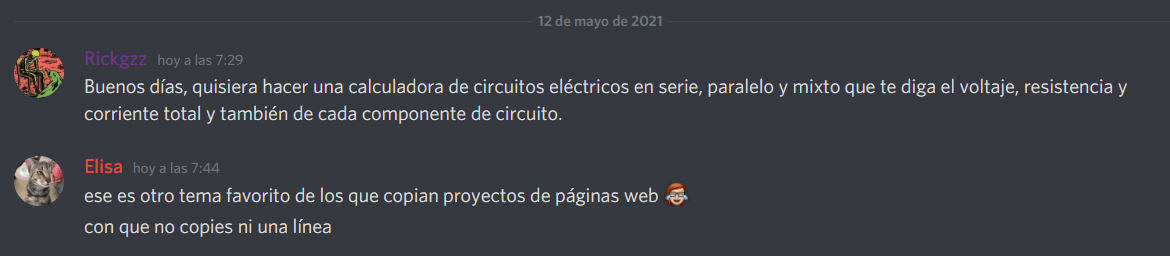 12 de mayo de 2021
Rickgzz hoy a las 7:29
Buenos días, quisiera hacer una calculadora de circuitos eléctricos en serie, paralelo y mixto que te diga el voltaje, resistencia y
corriente total y también de cada componente de circuito.
Elisa hoy a las 7:44
ese es otro tema favorito de los que copian proyectos de páginas web
con que no copies ni una línea